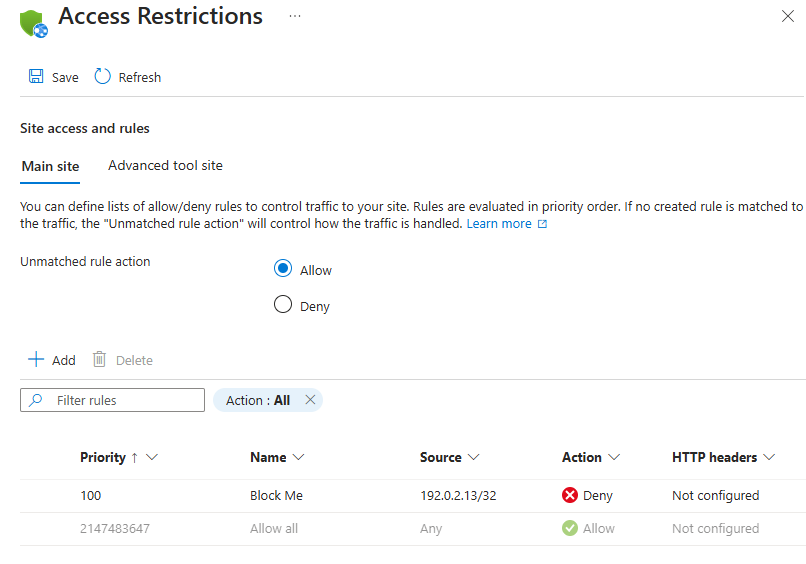 Access Restrictions ...
Save Refresh
Site access and rules
Main site Advanced tool site
You can define lists of allow/deny rules to control traffic to your site. Rules are evaluated in priority order. If no created rule is matched to
the traffic, the "Unmatched rule action" will control how the traffic is handled. Learn more
Unmatched rule action
Allow
Deny
Add Delete
Filter rules Action : All
Priority ↑ Name Source Action HTTP headers
100 Block Me 192.0.2.13/32 Deny Not configured
2147483647 Allow all Any Allow Not configured